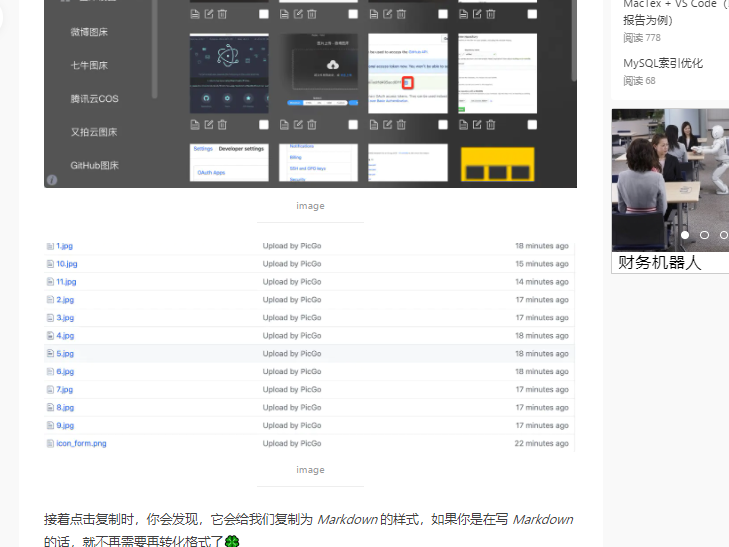 微博图床
七牛图床
腾讯云COS
又拍云图床
GitHub图床
Settings Developer settings
OAuth Apps
Notifications
Billing
SSH and GPG keys
Security
image
1.jpg Upload by PicGo 18 minutes ago
10.jpg Upload by PicGo 15 minutes ago
11.jpg Upload by PicGo 14 minutes ago
2.jpg Upload by PicGo 17 minutes ago
3.jpg Upload by PicGo 17 minutes ago
4.jpg Upload by PicGo 18 minutes ago
5.jpg Upload by PicGo 18 minutes ago
6.jpg Upload by PicGo 18 minutes ago
7.jpg Upload by PicGo 17 minutes ago
8.jpg Upload by PicGo 17 minutes ago
9.jpg Upload by PicGo 17 minutes ago
icon_form.png Upload by PicGo 22 minutes ago
image
接着点击复制时，你会发现，它会给我们复制为 Markdown 的样式，如果你是在写 Markdown
的话，就不再需要再转化格式了
MacTex + VS Code（
报告为例）
阅读 778
MySQL索引优化
阅读 68
财务机器人